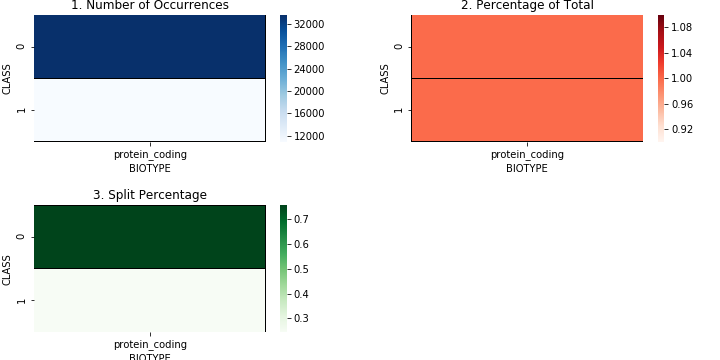 1. Number of Occurrences
0
1
CLASS
protein_coding
BIOTYPE
32000
28000
24000
20000
16000
12000
2. Percentage of Total
0
1
CLASS
protein_coding
BIOTYPE
1.08
1.04
1.00
0.96
0.92
3. Split Percentage
0
1
CLASS
protein_coding
BIOTYPE
0.7
0.6
0.5
0.4
0.3